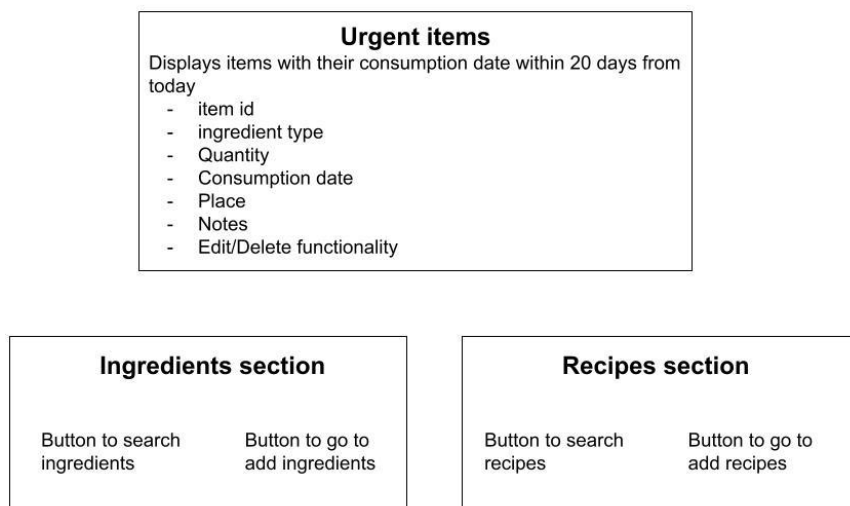 Urgent items
Displays items with their consumption date within 20 days from
today
- item id
- ingredient type
- Quantity
- Consumption date
- Place
- Notes
- Edit/Delete functionality
Ingredients section
Button to search
ingredients
Button to go to
add ingredients
Recipes section
Button to search
recipes
Button to go to
add recipes